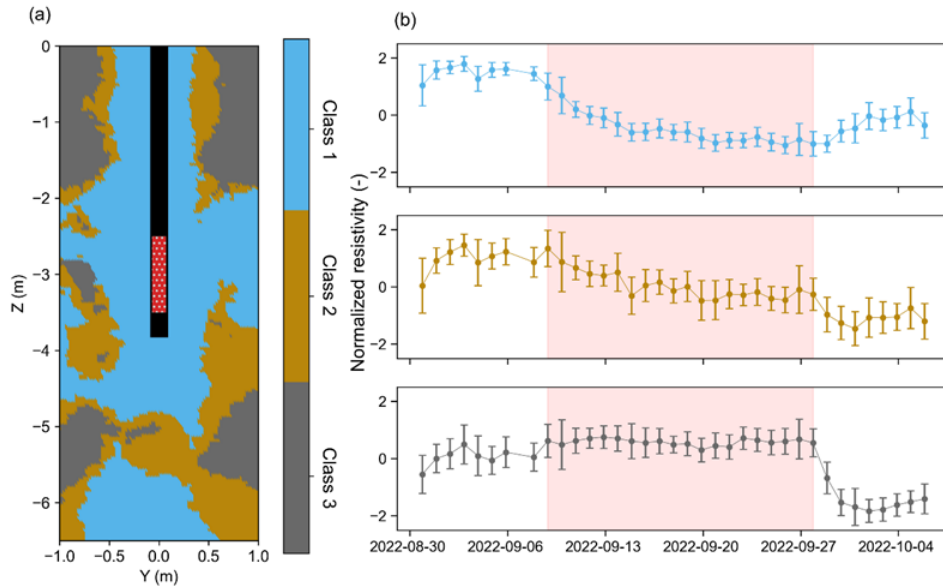 (a)
(b)
0
−1
−2
−3
−4
−5
−6
Z (m)
−1.0 −0.5 0.0 0.5 1.0
Y (m)
Class 1
Class 2
Class 3
Normalized resistivity (-)
2
0
−2
2
0
−2
2
0
−2
2022-08-30 2022-09-06 2022-09-13 2022-09-20 2022-09-27 2022-10-04